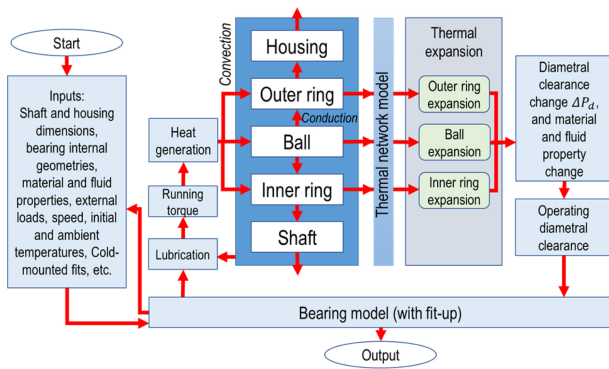 Start
Inputs:
Shaft and housing
dimensions,
bearing internal
geometries,
material and fluid
properties, external
loads, speed, initial
and ambient
temperatures, Cold-
mounted fits, etc.
Heat
generation
Running
torque
Lubrication
Convection
Housing
Outer ring
Conduction
Ball
Inner ring
Shaft
Thermal network model
Thermal
expansion
Outer ring
expansion
Ball
expansion
Inner ring
expansion
Diametral
clearance
change ΔP_d,
and material
and fluid
property
change
Operating
diametral
clearance
Bearing model (with fit-up)
Output